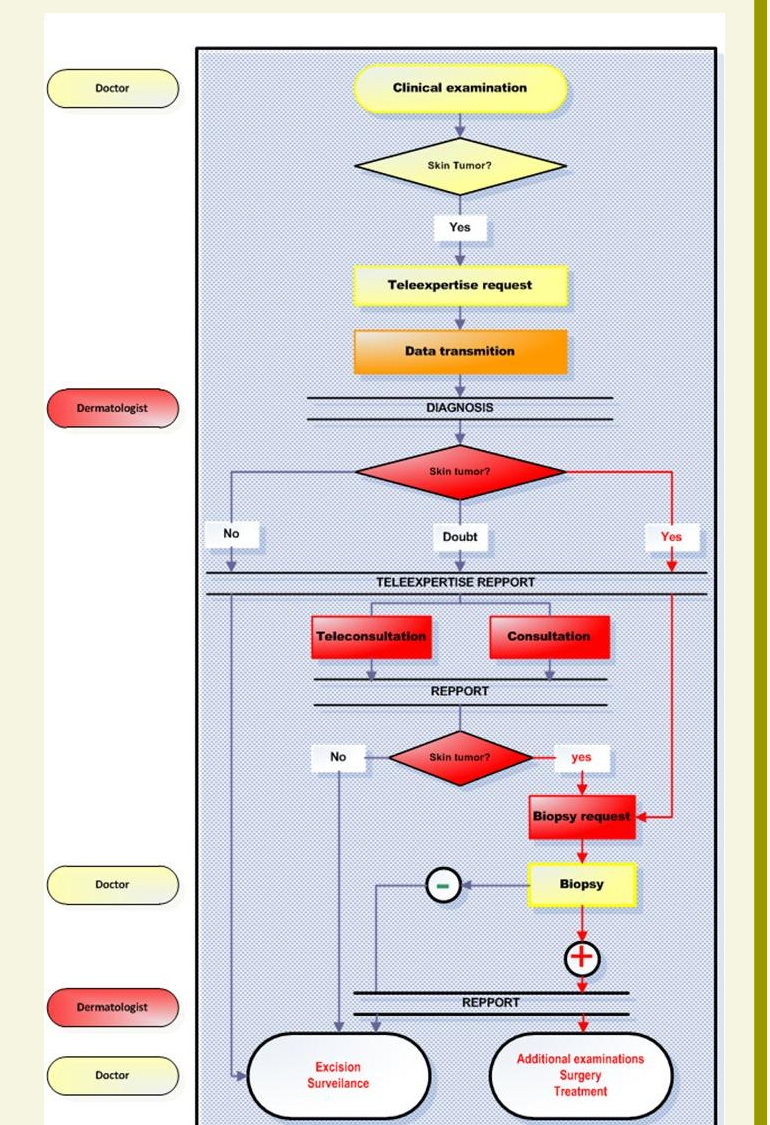 Doctor
Clinical examination
Skin Tumor?
Yes
Teleexpertise request
Data transmition
Dermatologist
DIAGNOSIS
Skin tumor?
No
Doubt
Yes
TELEEXPERTISE REPPORT
Teleconsultation
Consultation
REPPORT
No
Skin tumor?
yes
Biopsy request
Doctor
-
Biopsy
+
Dermatologist
REPPORT
Doctor
Excision
Surveilance
Additional examinations
Surgery
Treatment